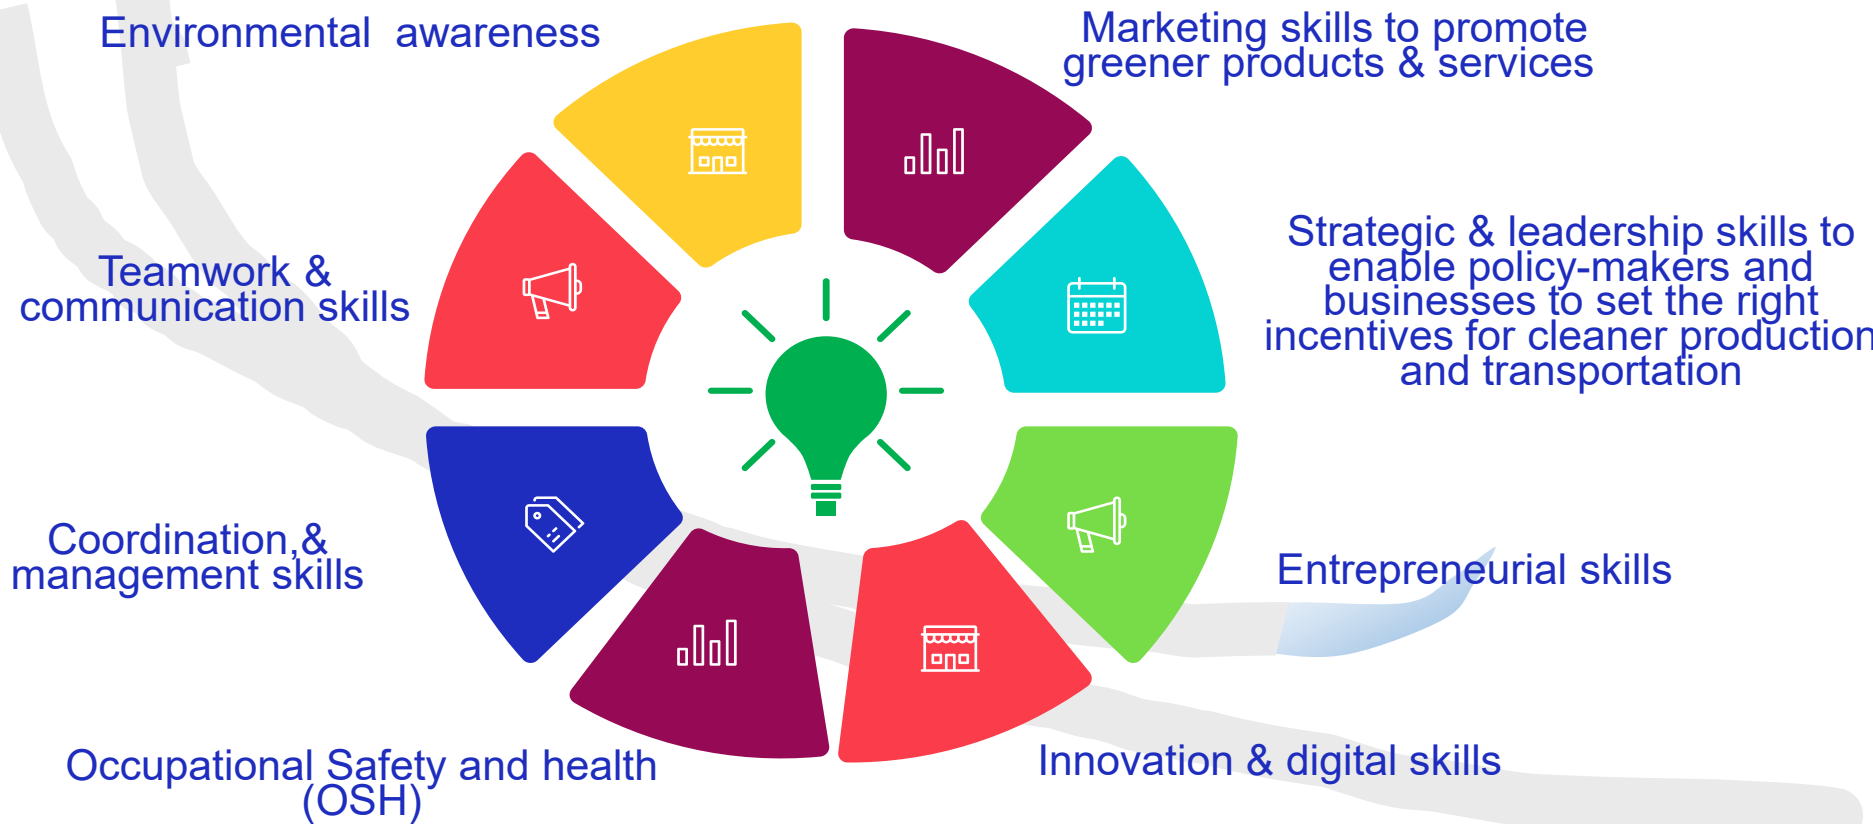 Environmental  awareness
Marketing skills to promote
greener products & services
Teamwork &
communication skills
Strategic & leadership skills to
enable policy-makers and
businesses to set the right
incentives for cleaner production
and transportation
Coordination,&
management skills
Entrepreneurial skills
Occupational Safety and health
(OSH)
Innovation & digital skills